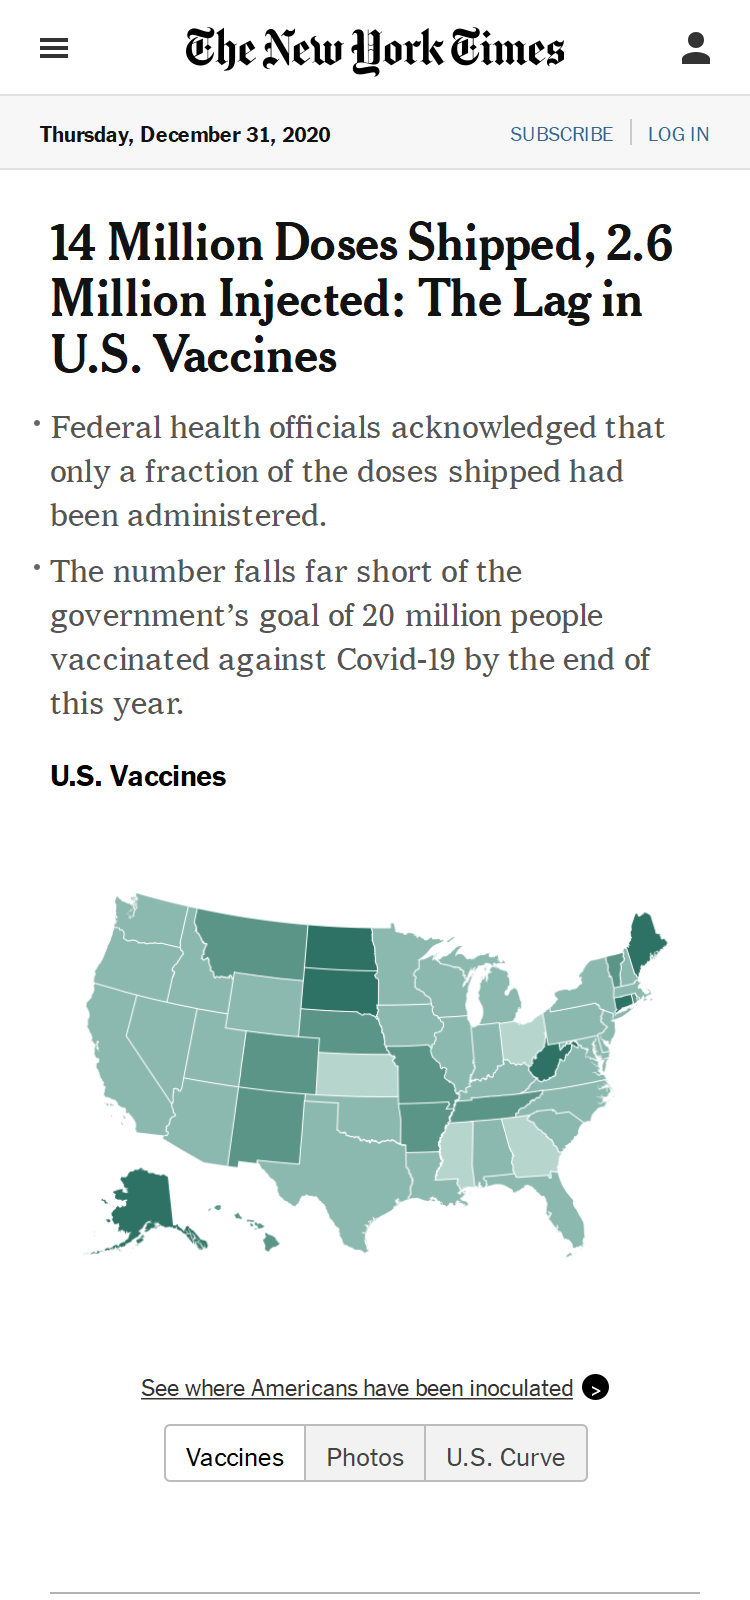 The New York Times
Thursday, December 31, 2020
SUBSCRIBE
LOG IN
14 Million Doses Shipped, 2.6
Million Injected: The Lag in
U.S. Vaccines
• Federal health officials acknowledged that
only a fraction of the doses shipped had
been administered.
• The number falls far short of the
government’s goal of 20 million people
vaccinated against Covid-19 by the end of
this year.
U.S. Vaccines
See where Americans have been inoculated >
Vaccines
Photos
U.S. Curve